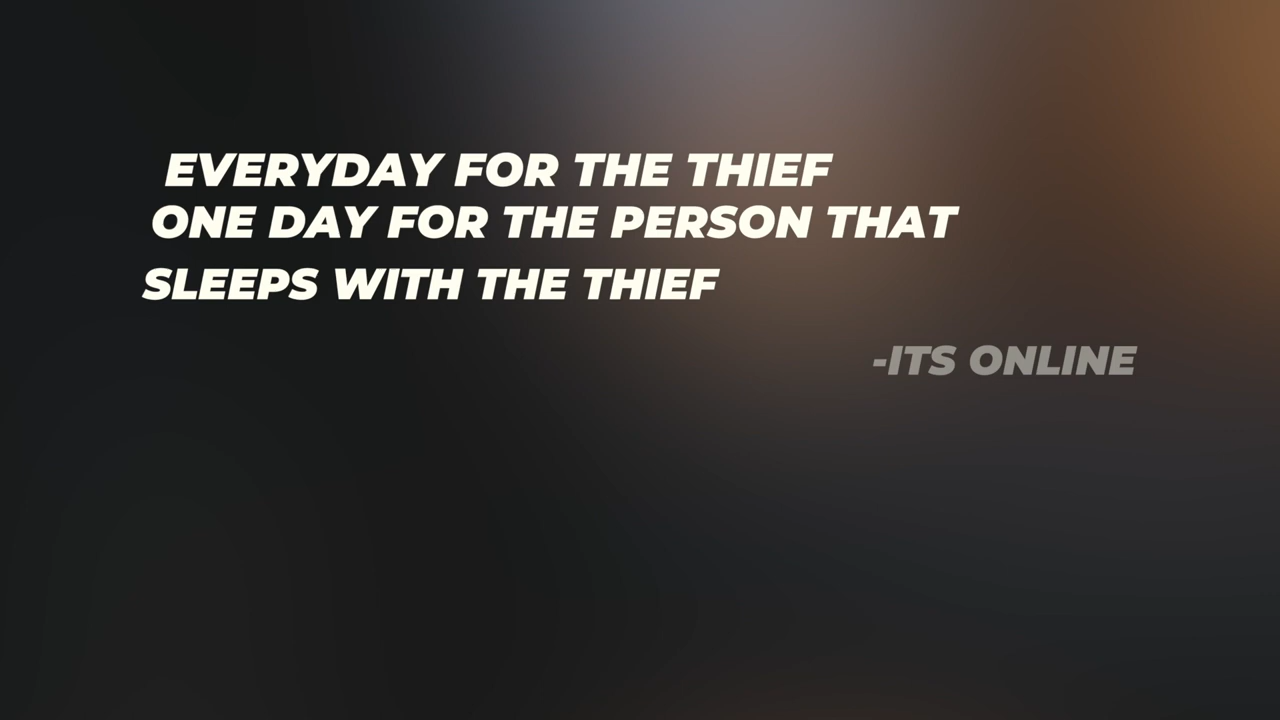 EVERYDAY FOR THE THIEF
ONE DAY FOR THE PERSON THAT
SLEEPS WITH THE THIEF
-ITS ONLINE